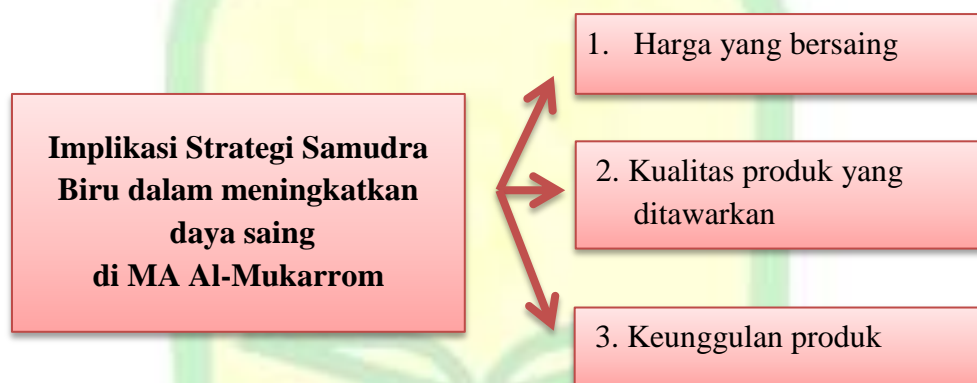 Implikasi Strategi Samudra
Biru dalam meningkatkan
daya saing
di MA Al-Mukarrom
1. Harga yang bersaing
2. Kualitas produk yang
ditawarkan
3. Keunggulan produk